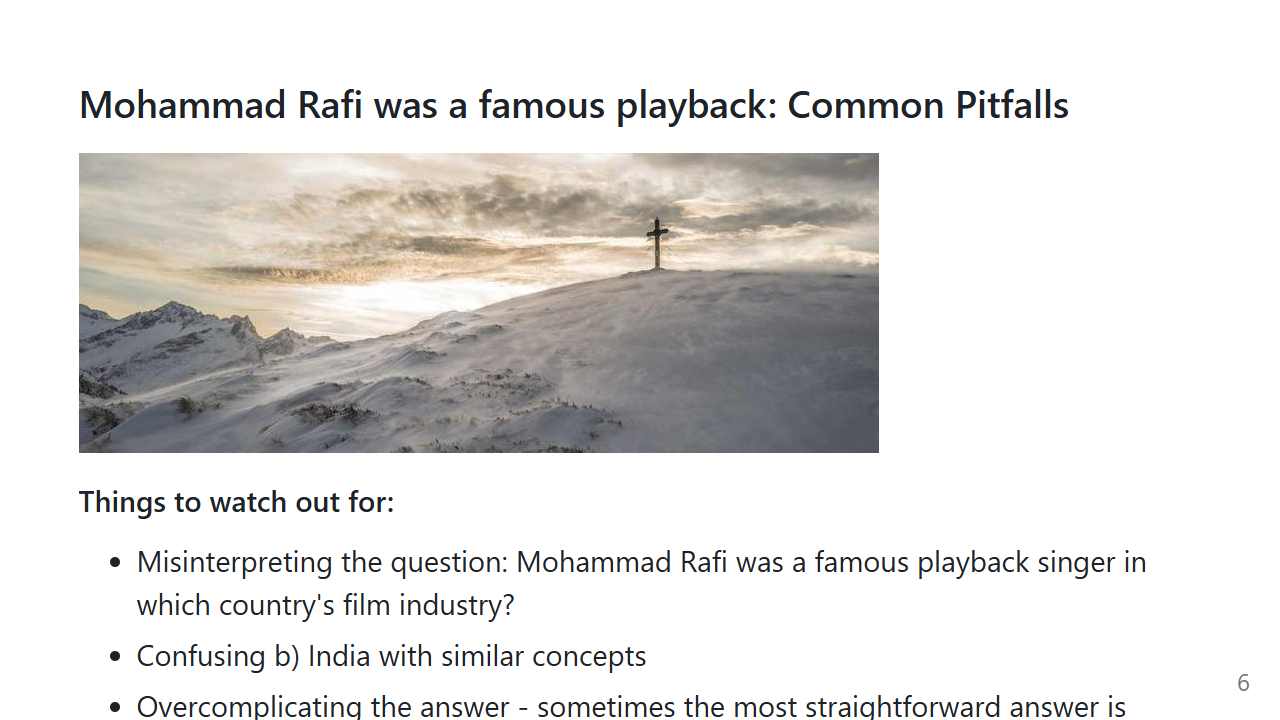 Mohammad Rafi was a famous playback: Common Pitfalls
Things to watch out for:
Misinterpreting the question: Mohammad Rafi was a famous playback singer in
which country's film industry?
Confusing b) India with similar concepts
Overcomplicating the answer - sometimes the most straightforward answer is
6